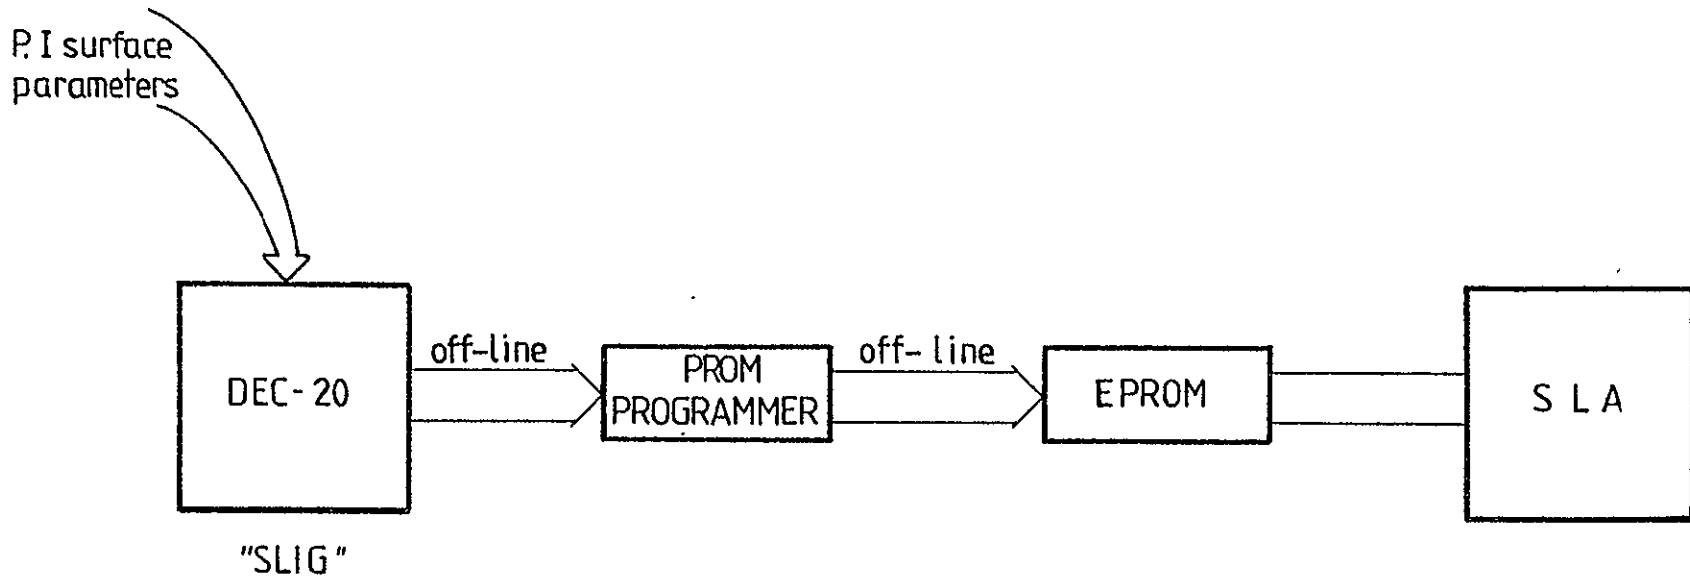 P. I surface
parameters
off-line
off-line
DEC-20
PROM
PROGRAMMER
EPROM
S L A
"SLIG"